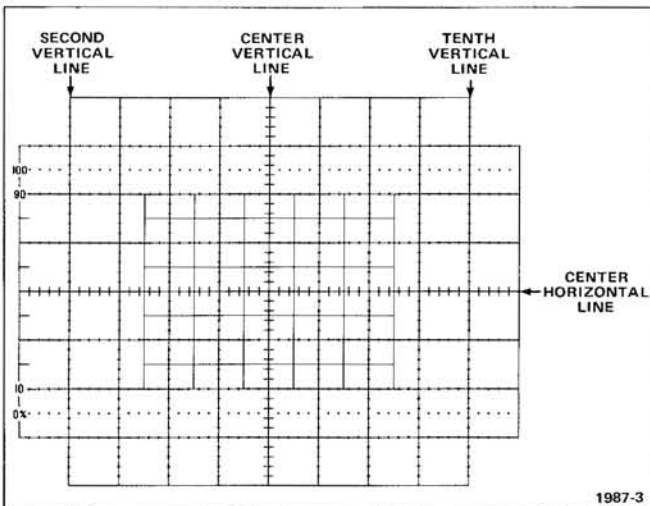 SECOND
VERTICAL
LINE
CENTER
VERTICAL
LINE
TENTH
VERTICAL
LINE
100
90
CENTER
HORIZONTAL
LINE
10
0%
1987-3